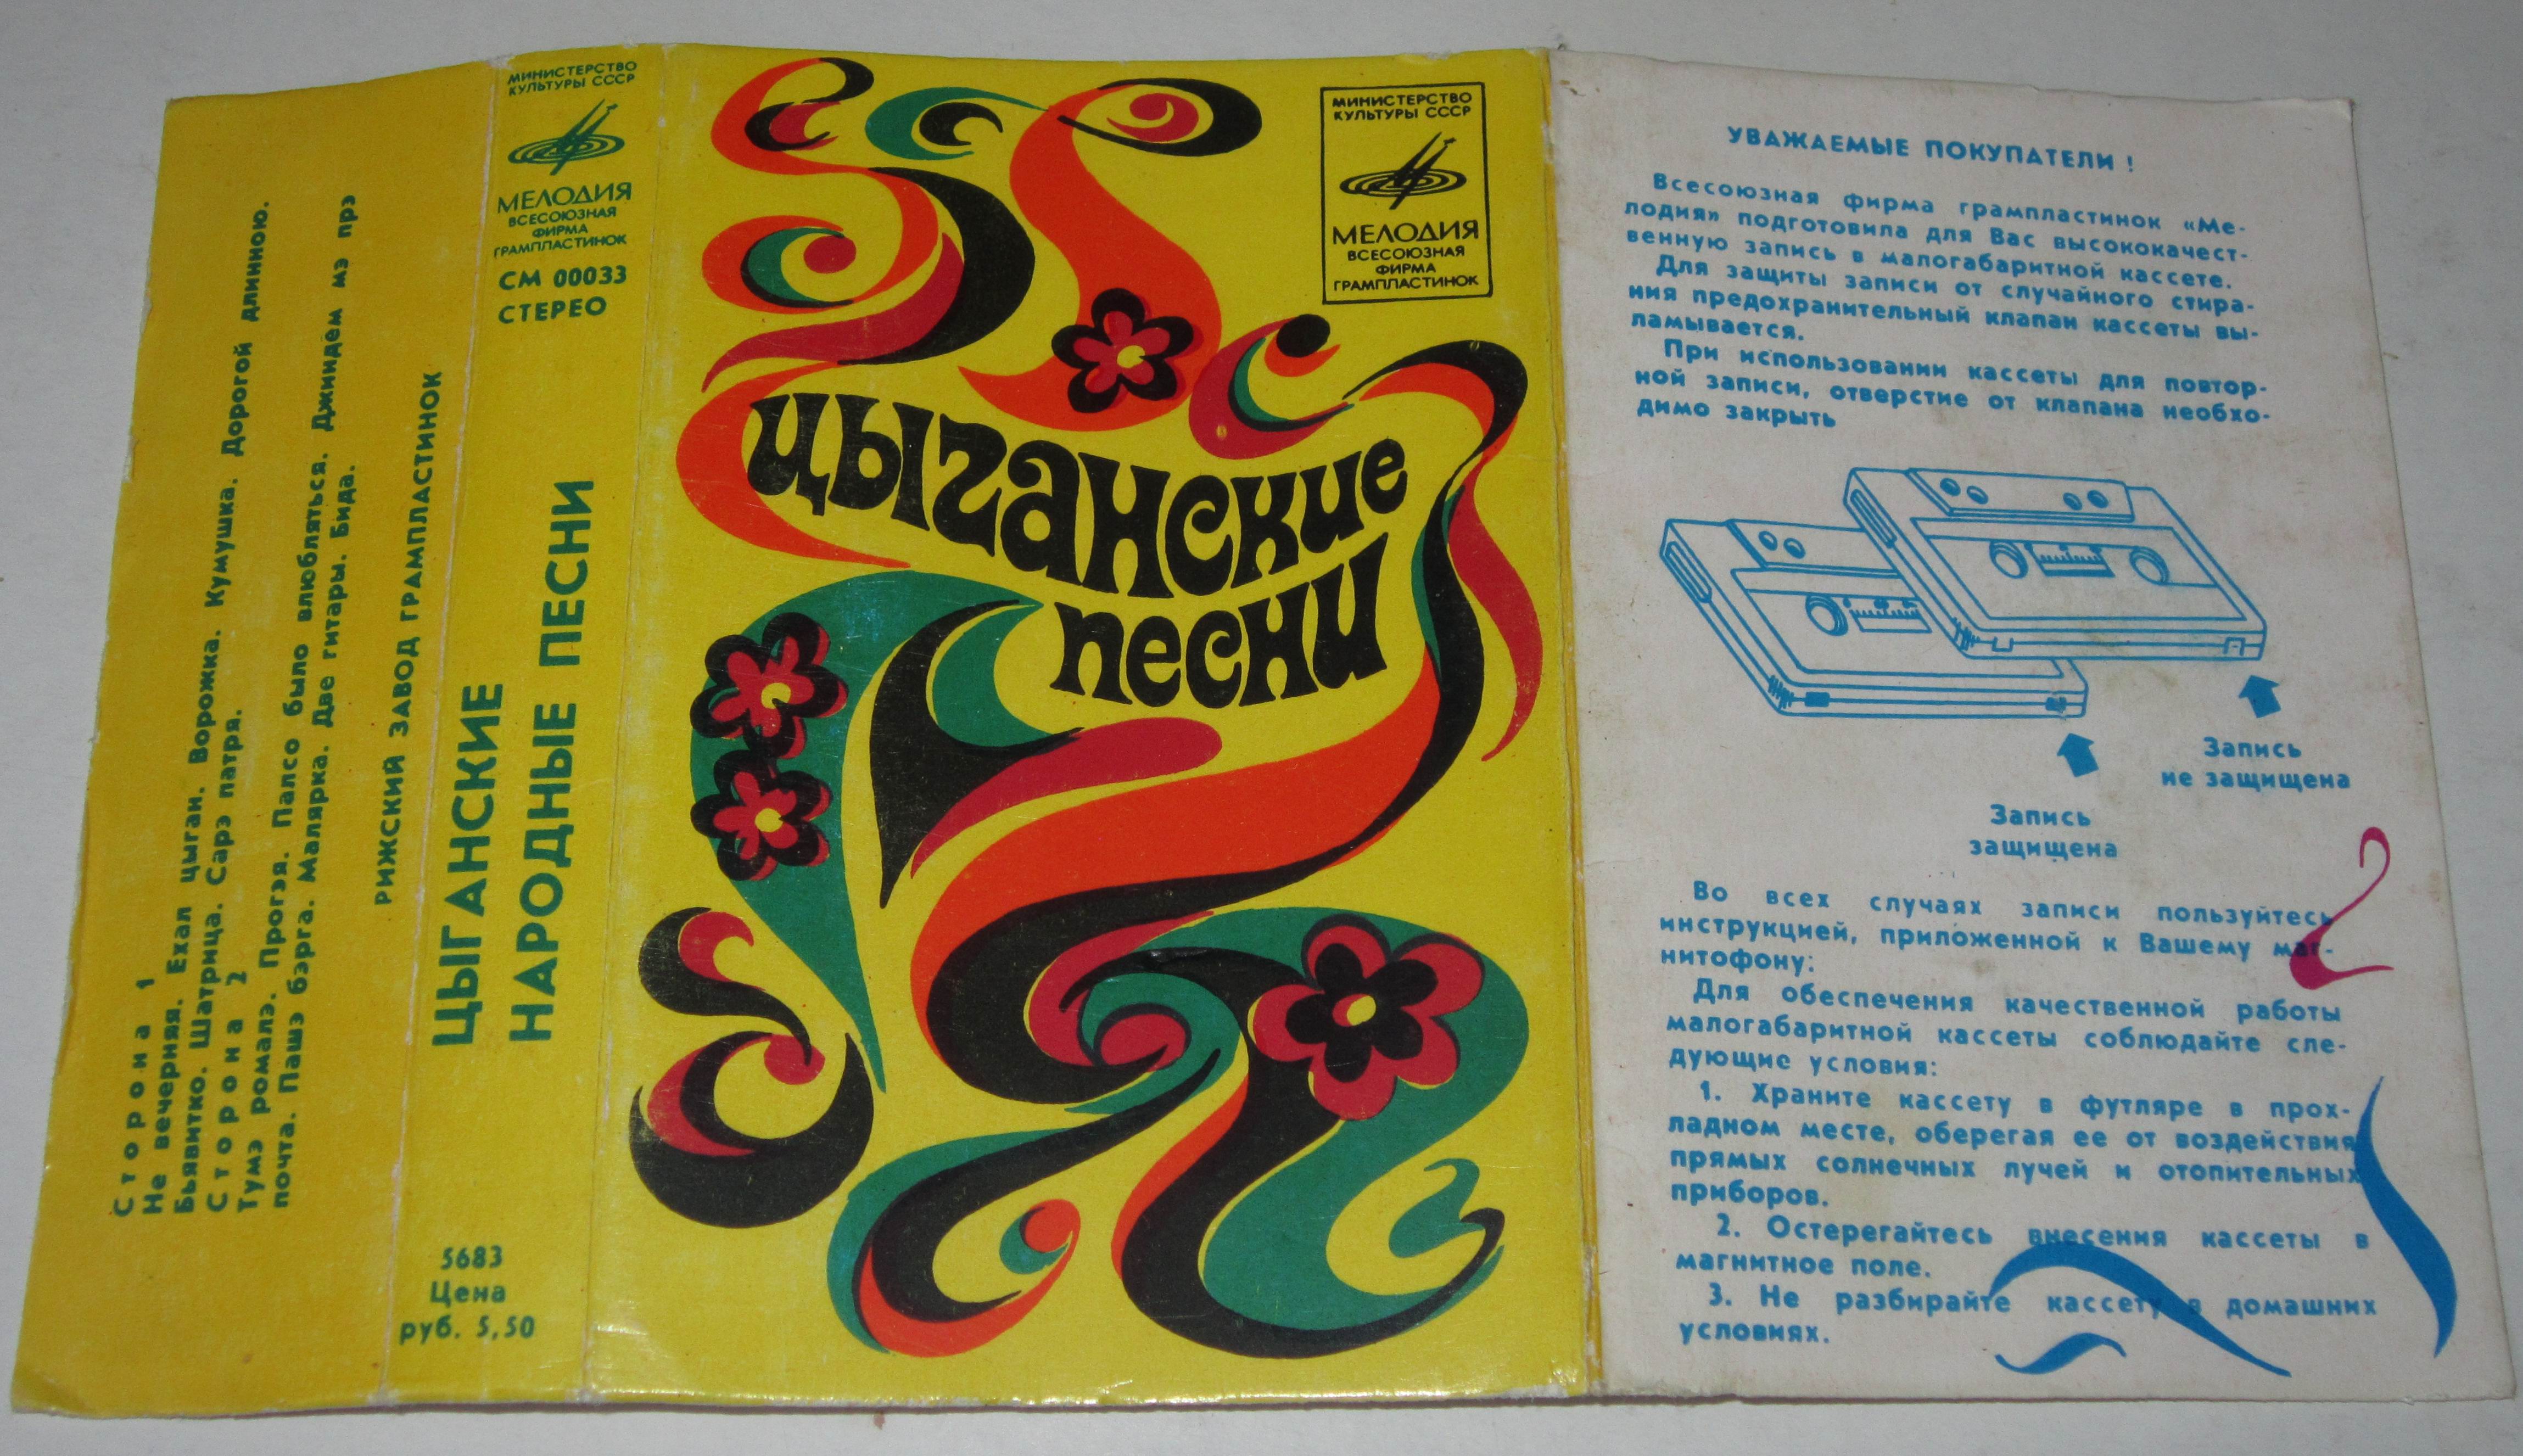 Сторона 1
Не вечерняя. Ехал цыган. Ворожка. Кумушка. Дорогой длинною.
Бьявитко. Шатрица. Сарэ патря.
Сторона 2
Тумэ ромалэ. Прогэя. Палсо было влюбляться. Джиндём мэ прэ
почта. Пашэ бэрга. Малярка. Две гитары. Бида.
РИЖСКИЙ ЗАВОД ГРАМПЛАСТИНОК
МИНИСТЕРСТВО
КУЛЬТУРЫ СССР
МЕЛОДИЯ
ВСЕСОЮЗНАЯ
ФИРМА
ГРАМПЛАСТИНОК
СМ 00033
СТЕРЕО
ЦЫГАНСКИЕ
НАРОДНЫЕ ПЕСНИ
5683
Цена
руб. 5,50
МИНИСТЕРСТВО
КУЛЬТУРЫ СССР
МЕЛОДИЯ
ВСЕСОЮЗНАЯ
ФИРМА
ГРАМПЛАСТИНОК
цыганские
песни
УВАЖАЕМЫЕ ПОКУПАТЕЛИ!
Всесоюзная фирма грампластинок «Ме-
лодия» подготовила для Вас высококачест-
венную запись в малогабаритной кассете.
Для защиты записи от случайного стира-
ния предохранительный клапан кассеты вы-
ламывается.
При использовании кассеты для повтор-
ной записи, отверстие от клапана необхо-
димо закрыть
Запись
не защищена
Запись
защищена
Во всех случаях записи пользуйтесь
инструкцией, приложенной к Вашему маг-
нитофону:
Для обеспечения качественной работы
малогабаритной кассеты соблюдайте сле-
дующие условия:
1. Храните кассету в футляре в прох-
ладном месте, оберегая ее от воздействия
прямых солнечных лучей и отопительных
приборов.
2. Остерегайтесь внесения кассеты в
магнитное поле.
3. Не разбирайте кассету в домашних
условиях.